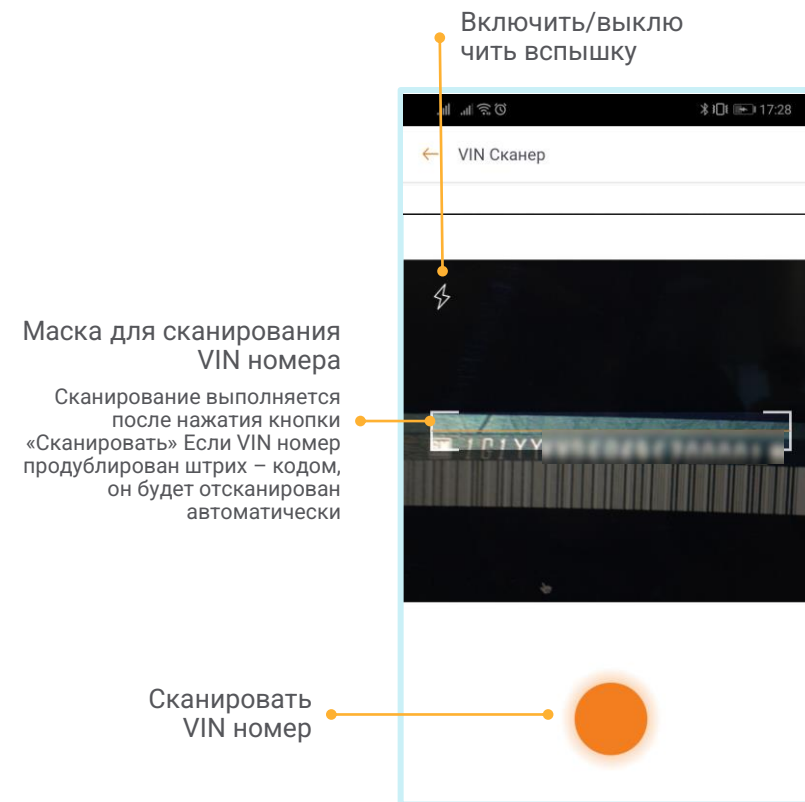 Включить/выклю
чить вспышку
17:28
VIN Сканер
Маска для сканирования
VIN номера
Сканирование выполняется
после нажатия кнопки
«Сканировать» Если VIN номер
продублирован штрих – кодом,
он будет отсканирован
автоматически
1G1YY
Сканировать
VIN номер